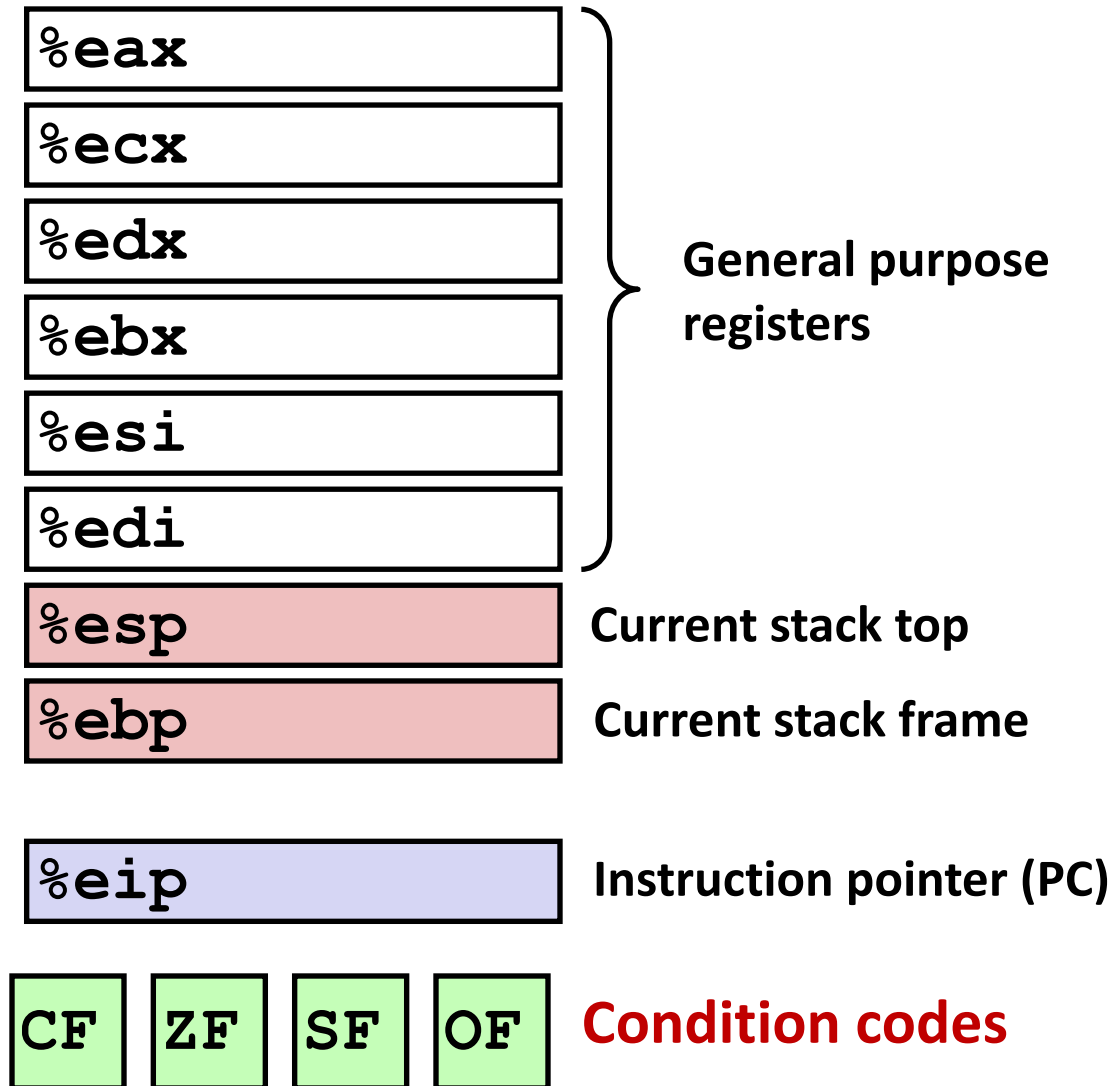 %eax
%ecx
%edx
%ebx
%esi
%edi
General purpose
registers
%esp
Current stack top
%ebp
Current stack frame
%eip
Instruction pointer (PC)
CF ZF SF OF
Condition codes